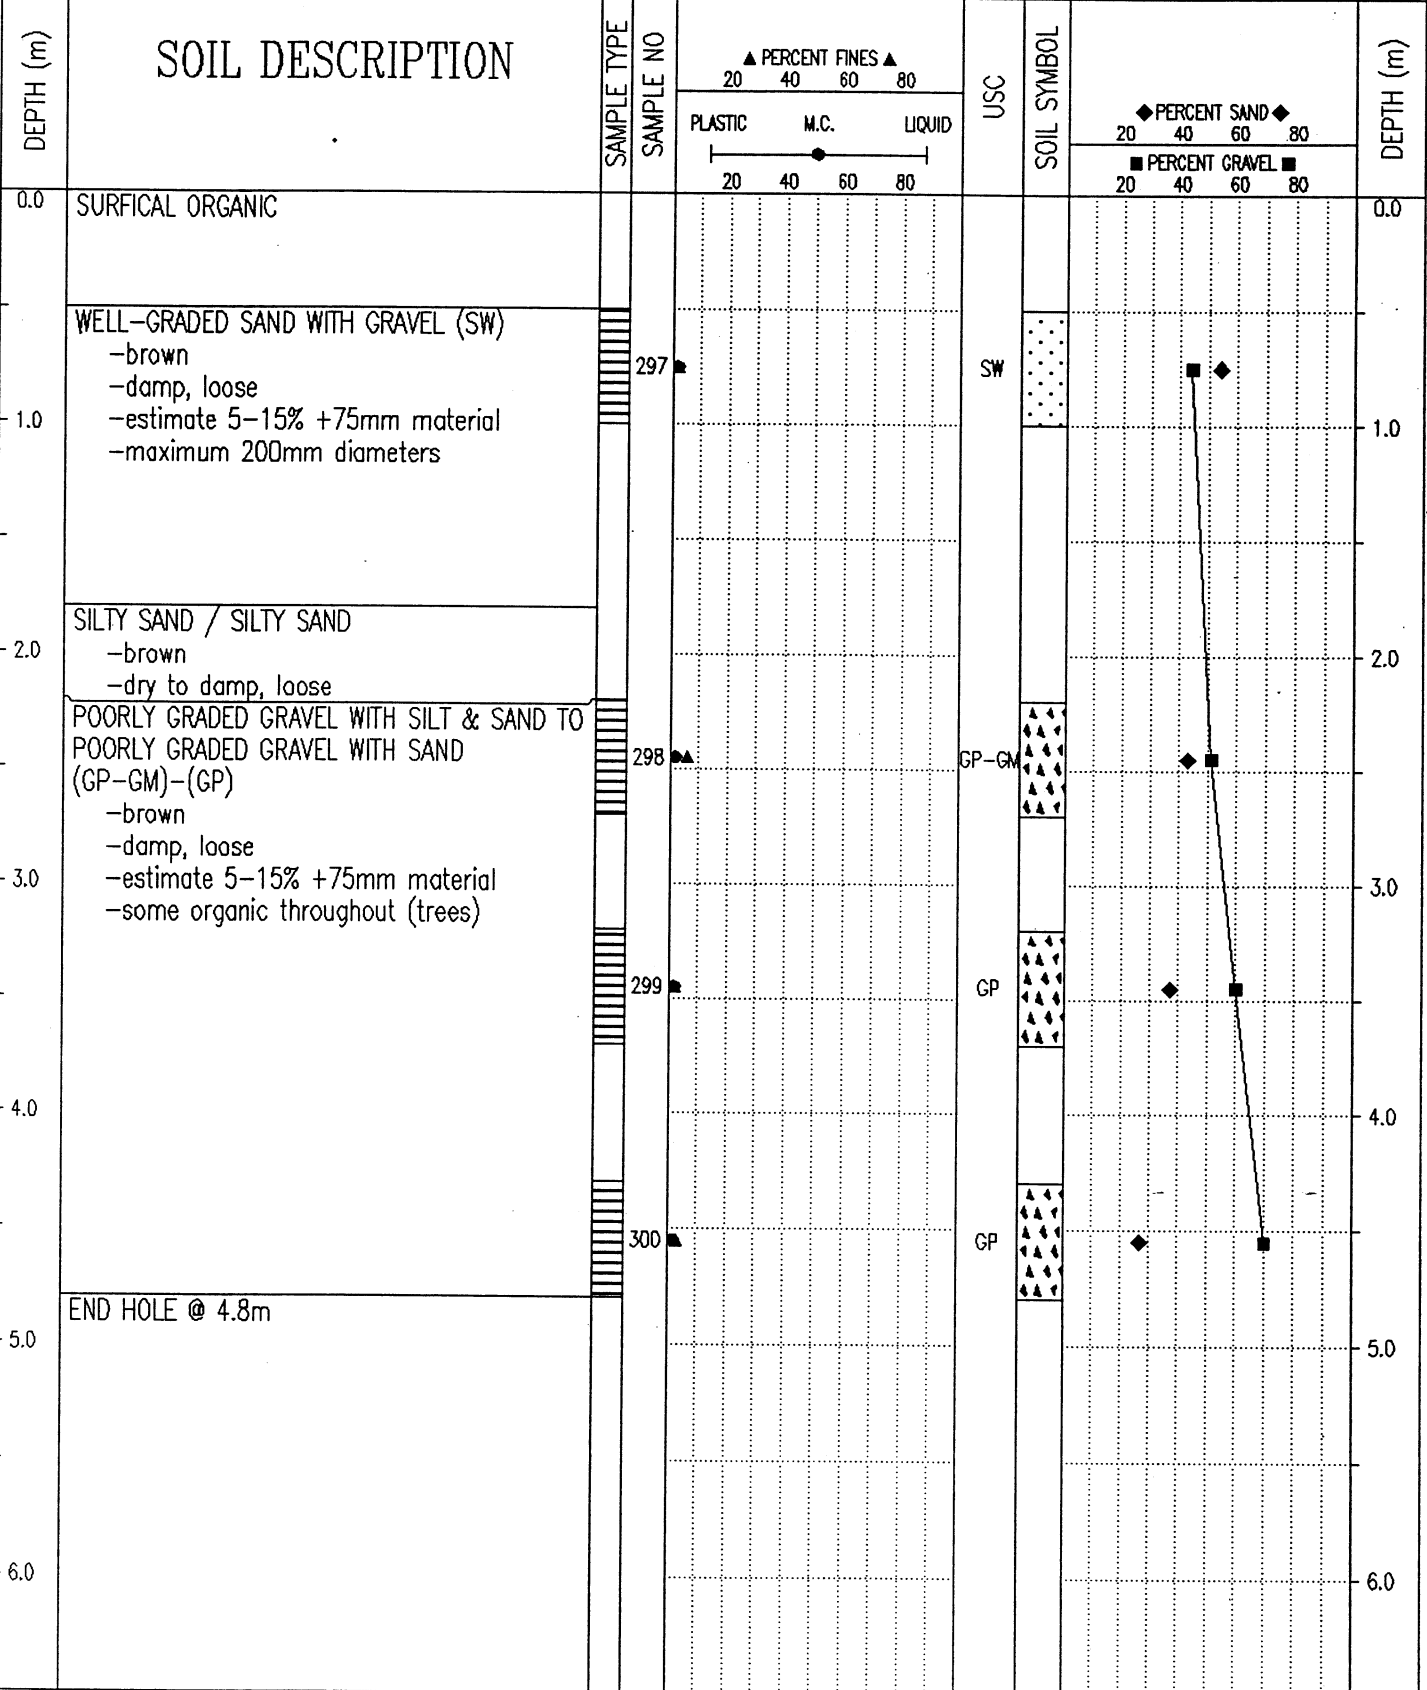 DEPTH (m)
SOIL DESCRIPTION
SAMPLE TYPE
SAMPLE NO
▲ PERCENT FINES ▲
20 40 60 80
PLASTIC M.C. LIQUID
20 40 60 80
USC
SOIL SYMBOL
◆ PERCENT SAND ◆
20 40 60 80
■ PERCENT GRAVEL ■
20 40 60 80
DEPTH (m)
0.0 SURFICAL ORGANIC 0.0
WELL-GRADED SAND WITH GRAVEL (SW)
-brown
297 SW
-damp, loose
1.0 -estimate 5-15% +75mm material 1.0
-maximum 200mm diameters
SILTY SAND / SILTY SAND
2.0 -brown 2.0
-dry to damp, loose
POORLY GRADED GRAVEL WITH SILT & SAND TO
POORLY GRADED GRAVEL WITH SAND
298 GP-GM
(GP-GM)-(GP)
-brown
-damp, loose
3.0 -estimate 5-15% +75mm material 3.0
-some organic throughout (trees)
299 GP
4.0 4.0
300 GP
END HOLE @ 4.8m
5.0 5.0
6.0 6.0